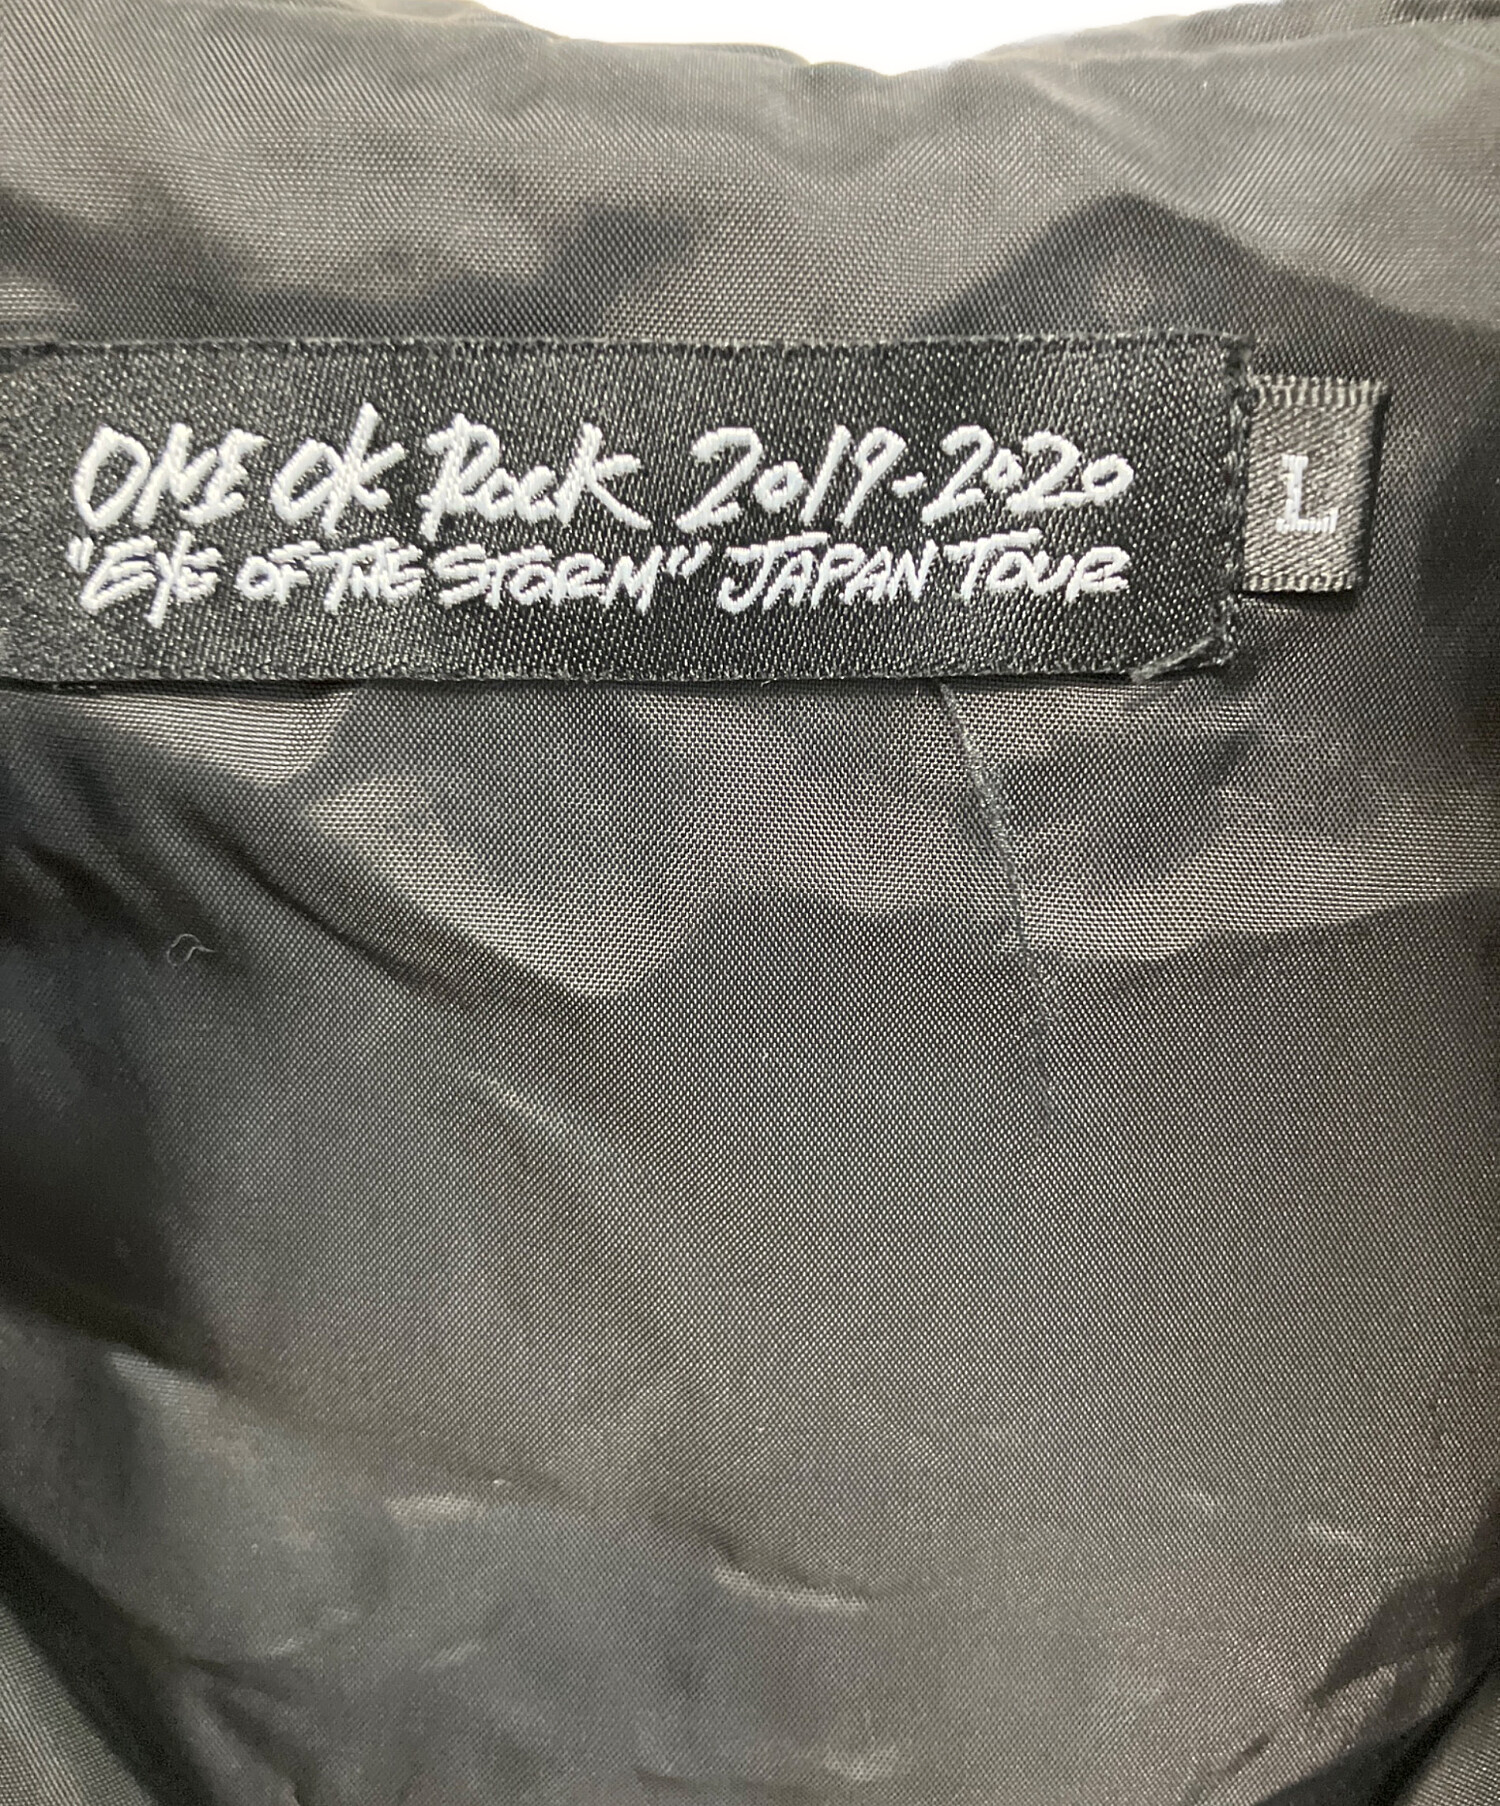 ONE OK ROCK 2019-2020
"EYE OF THE STORM" JAPAN TOUR
L